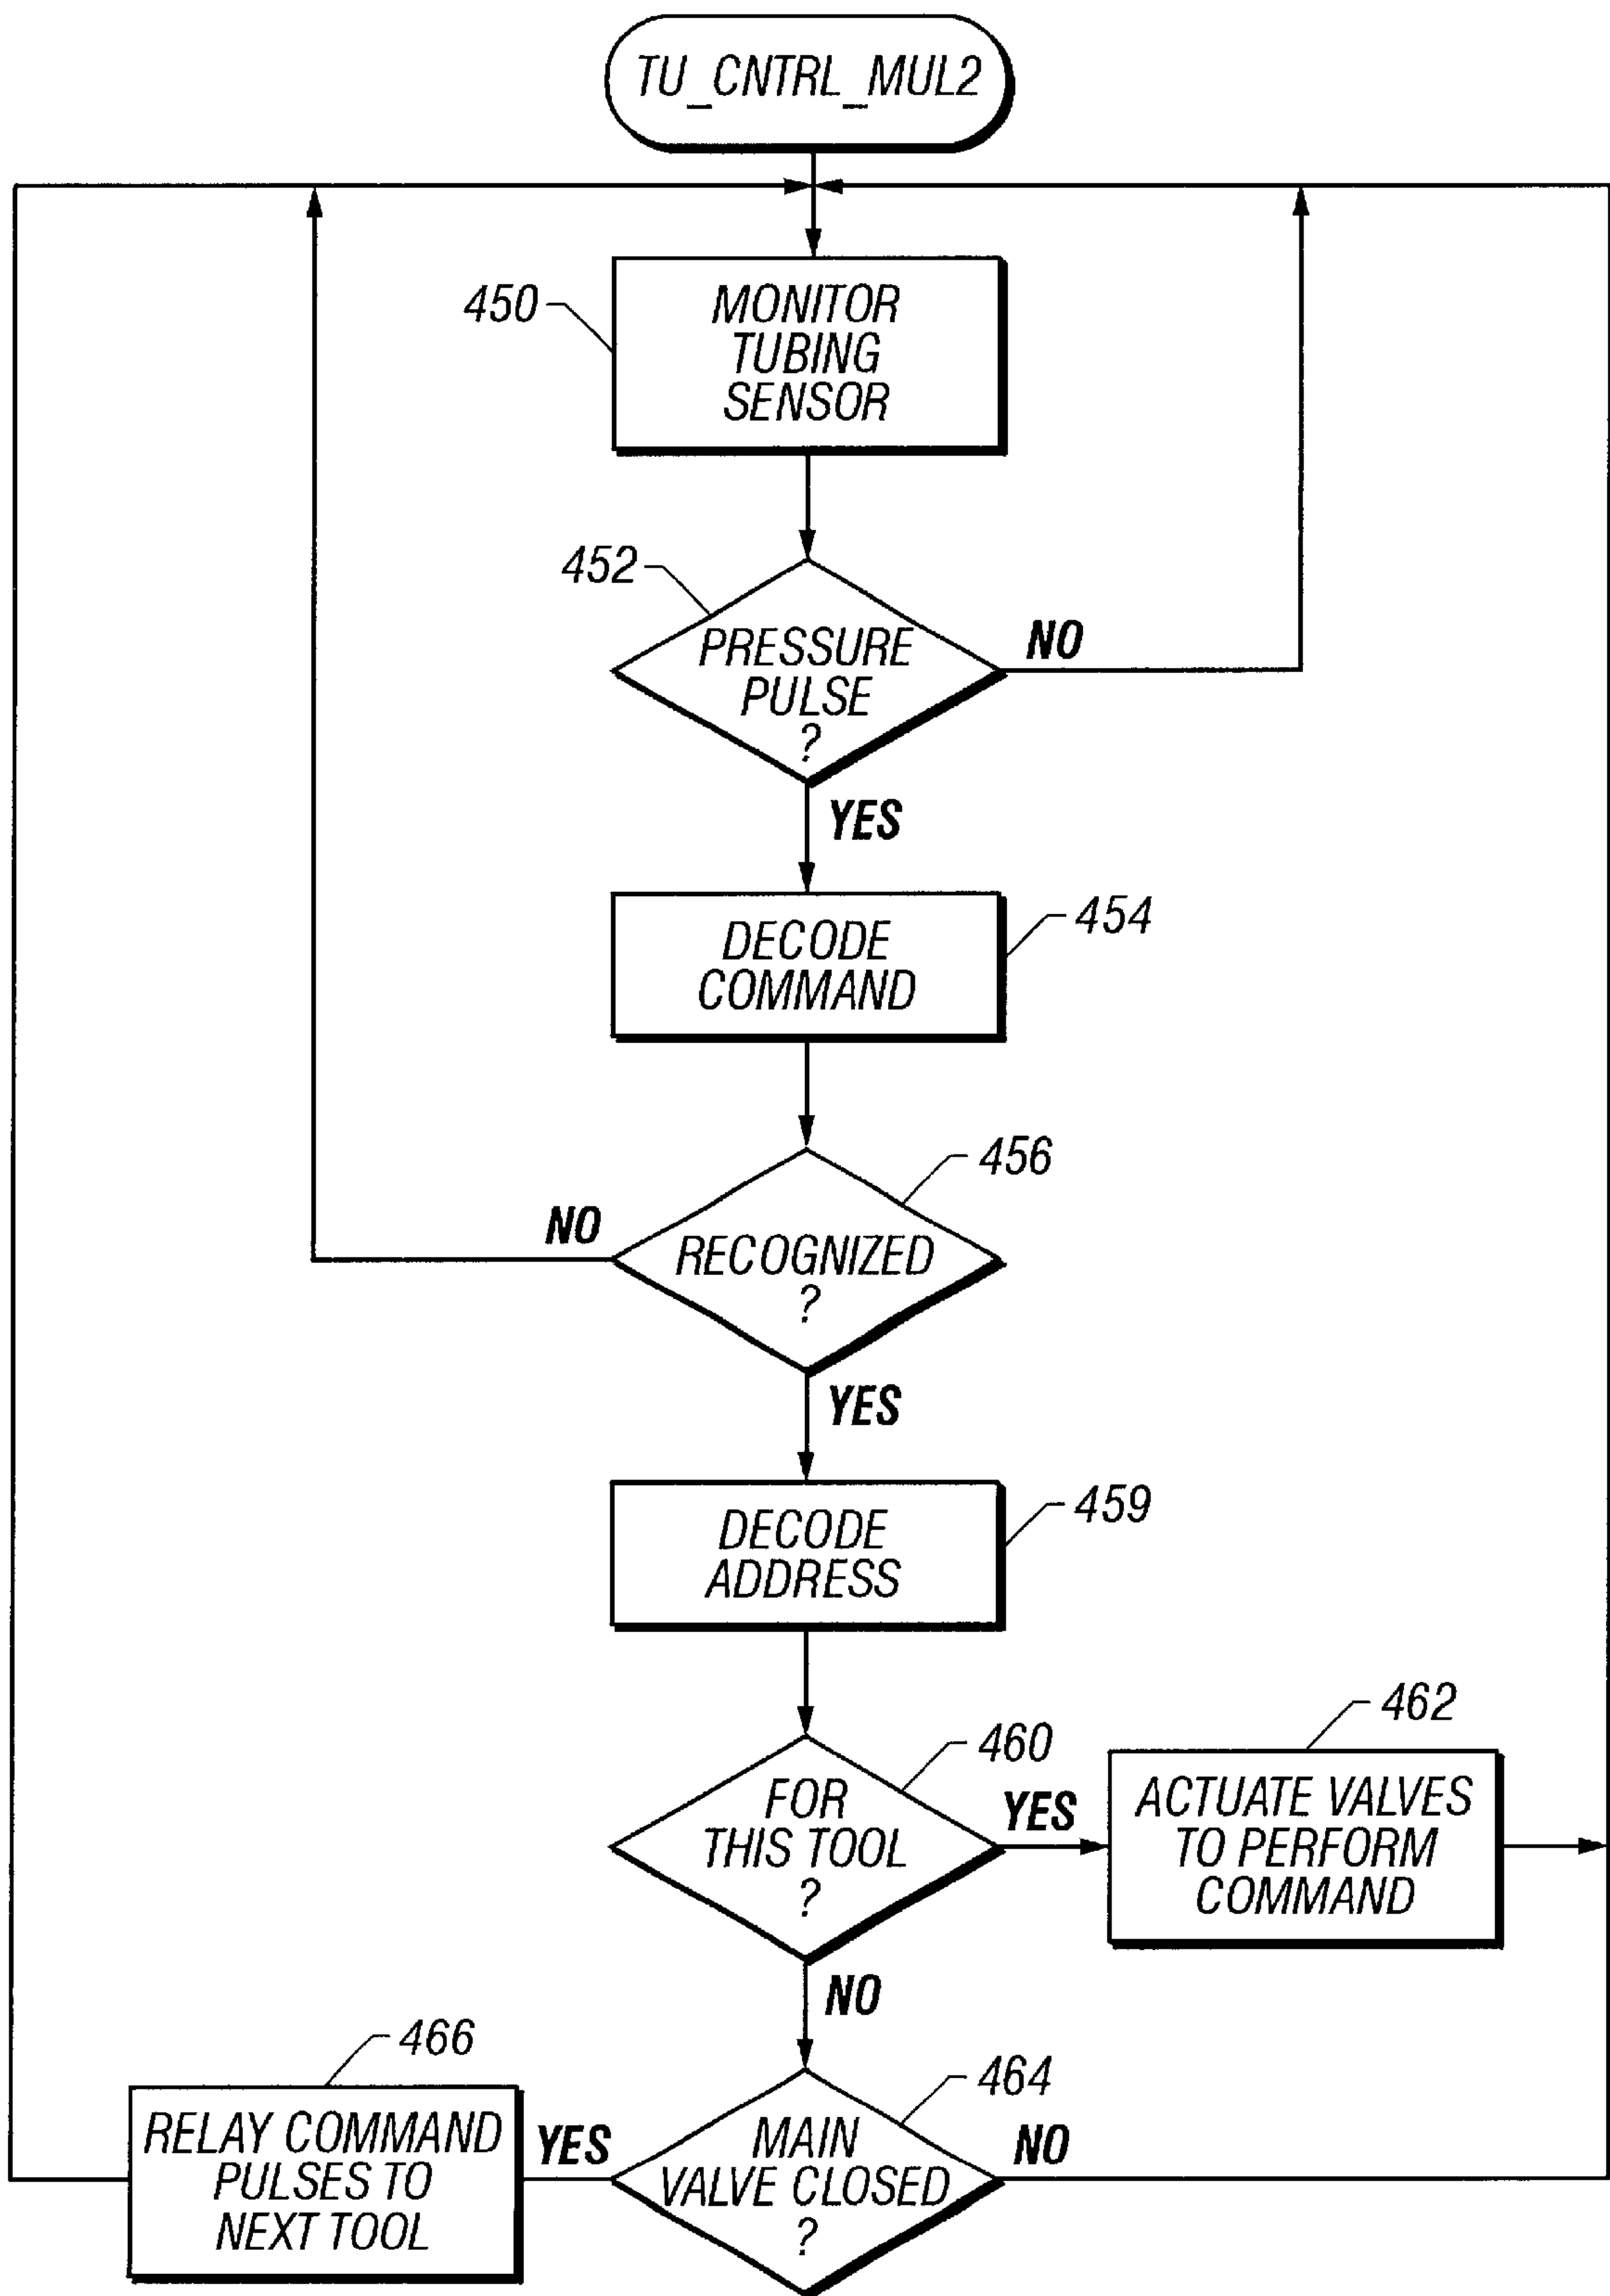 TU_CNTRL_MUL2
450
MONITOR
TUBING
SENSOR
452
PRESSURE
PULSE
?
NO
YES
454
DECODE
COMMAND
456
RECOGNIZED
?
NO
YES
459
DECODE
ADDRESS
460
FOR
THIS TOOL
?
YES
462
ACTUATE VALVES
TO PERFORM
COMMAND
NO
464
MAIN
VALVE CLOSED
?
NO
YES
466
RELAY COMMAND
PULSES TO
NEXT TOOL